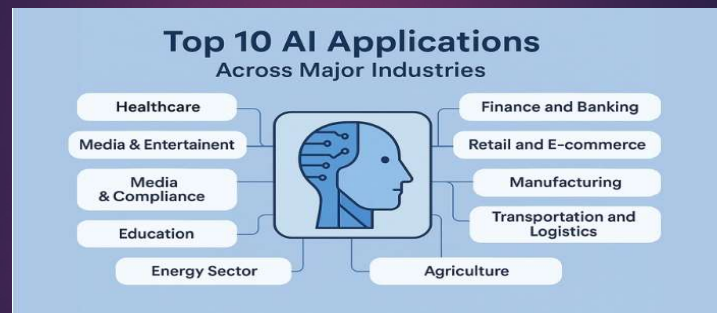 Top 10 AI Applications
Across Major Industries
Healthcare
Media & Entertainent
Media
& Compliance
Education
Energy Sector
Finance and Banking
Retail and E-commerce
Manufacturing
Transportation and
Logistics
Agriculture